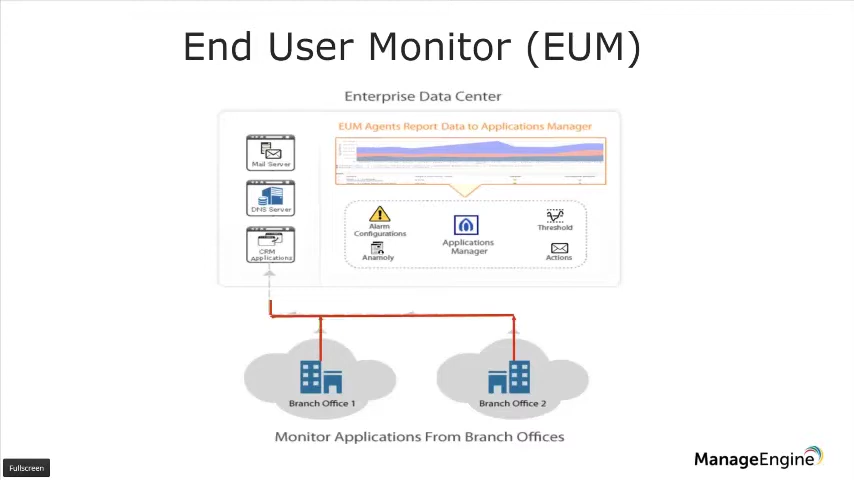 End User Monitor (EUM)
Enterprise Data Center
EUM Agents Report Data to Applications Manager
Mail Server
DNS Server
CRM
Applications
Alarm
Configurations
Anamoly
Applications
Manager
Threshold
Actions
Branch Office 1
Branch Office 2
Monitor Applications From Branch Offices
ManageEngine
Fullscreen